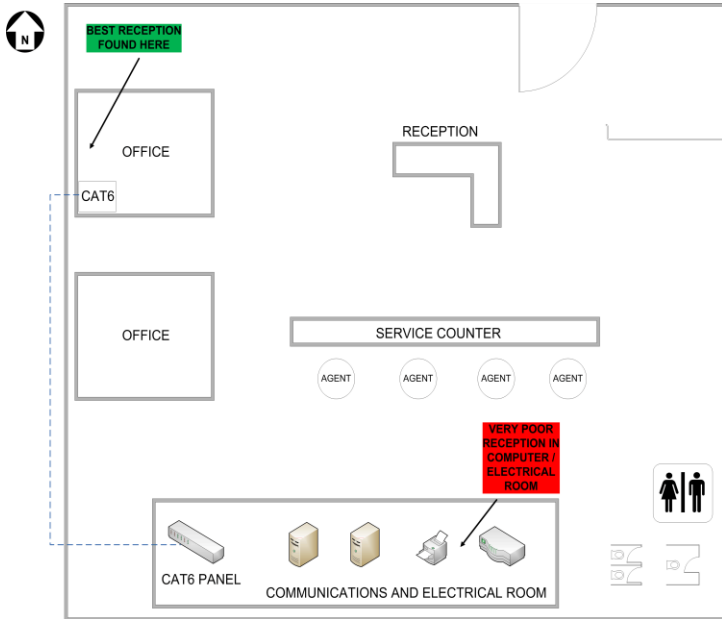 N
BEST RECEPTION
FOUND HERE
OFFICE
CAT6
RECEPTION
OFFICE
SERVICE COUNTER
AGENT
AGENT
AGENT
AGENT
VERY POOR
RECEPTION IN
COMPUTER /
ELECTRICAL
ROOM
CAT6 PANEL
COMMUNICATIONS AND ELECTRICAL ROOM